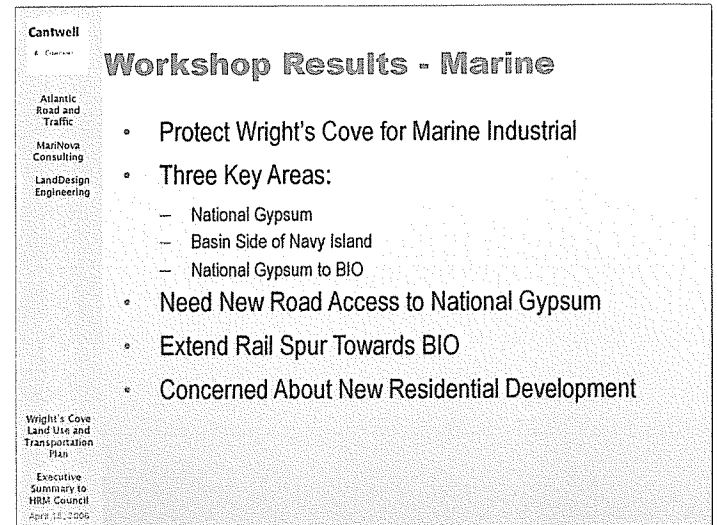 Cantwell
Workshop Results - Marine
Atlantic
Road and
Traffic
MariNova
Consulting
LandDesign
Engineering
• Protect Wright's Cove for Marine Industrial
• Three Key Areas:
– National Gypsum
– Basin Side of Navy Island
– National Gypsum to BIO
• Need New Road Access to National Gypsum
• Extend Rail Spur Towards BIO
• Concerned About New Residential Development
Wright's Cove
Land Use and
Transportation
Plan
Executive
Summary to
HRM Council
April 2006